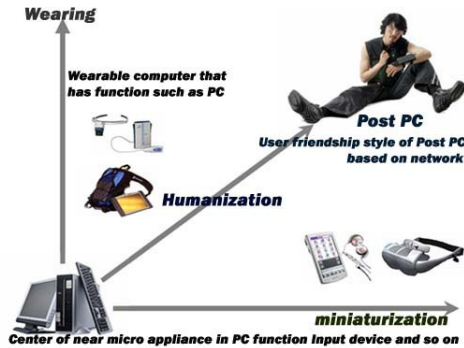 Wearing
Wearable computer that
has function such as PC
Post PC
User friendship style of Post PC
based on network
Humanization
miniaturization
Center of near micro appliance in PC function Input device and so on